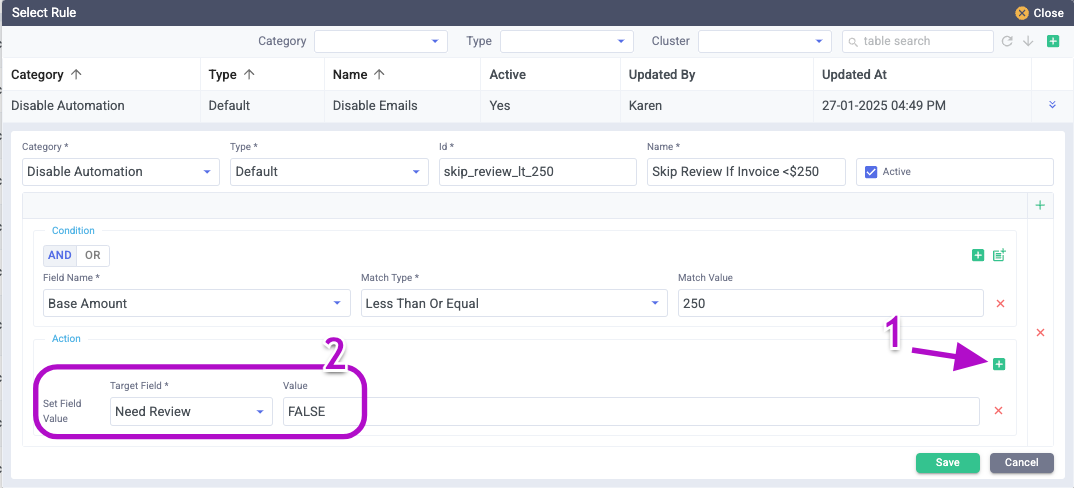 Select Rule
Close
Category
Type
Cluster
table search
Category Type Name Active Updated By Updated At
Disable Automation Default Disable Emails Yes Karen 27-01-2025 04:49 PM
Category * Type * Id * Name *
Disable Automation Default skip_review_lt_250 Skip Review If Invoice <$250 Active
Condition
AND OR
Field Name * Match Type * Match Value
Base Amount Less Than Or Equal 250
1
Action
2
Target Field * Value
Set Field
Value
Need Review FALSE
Save Cancel